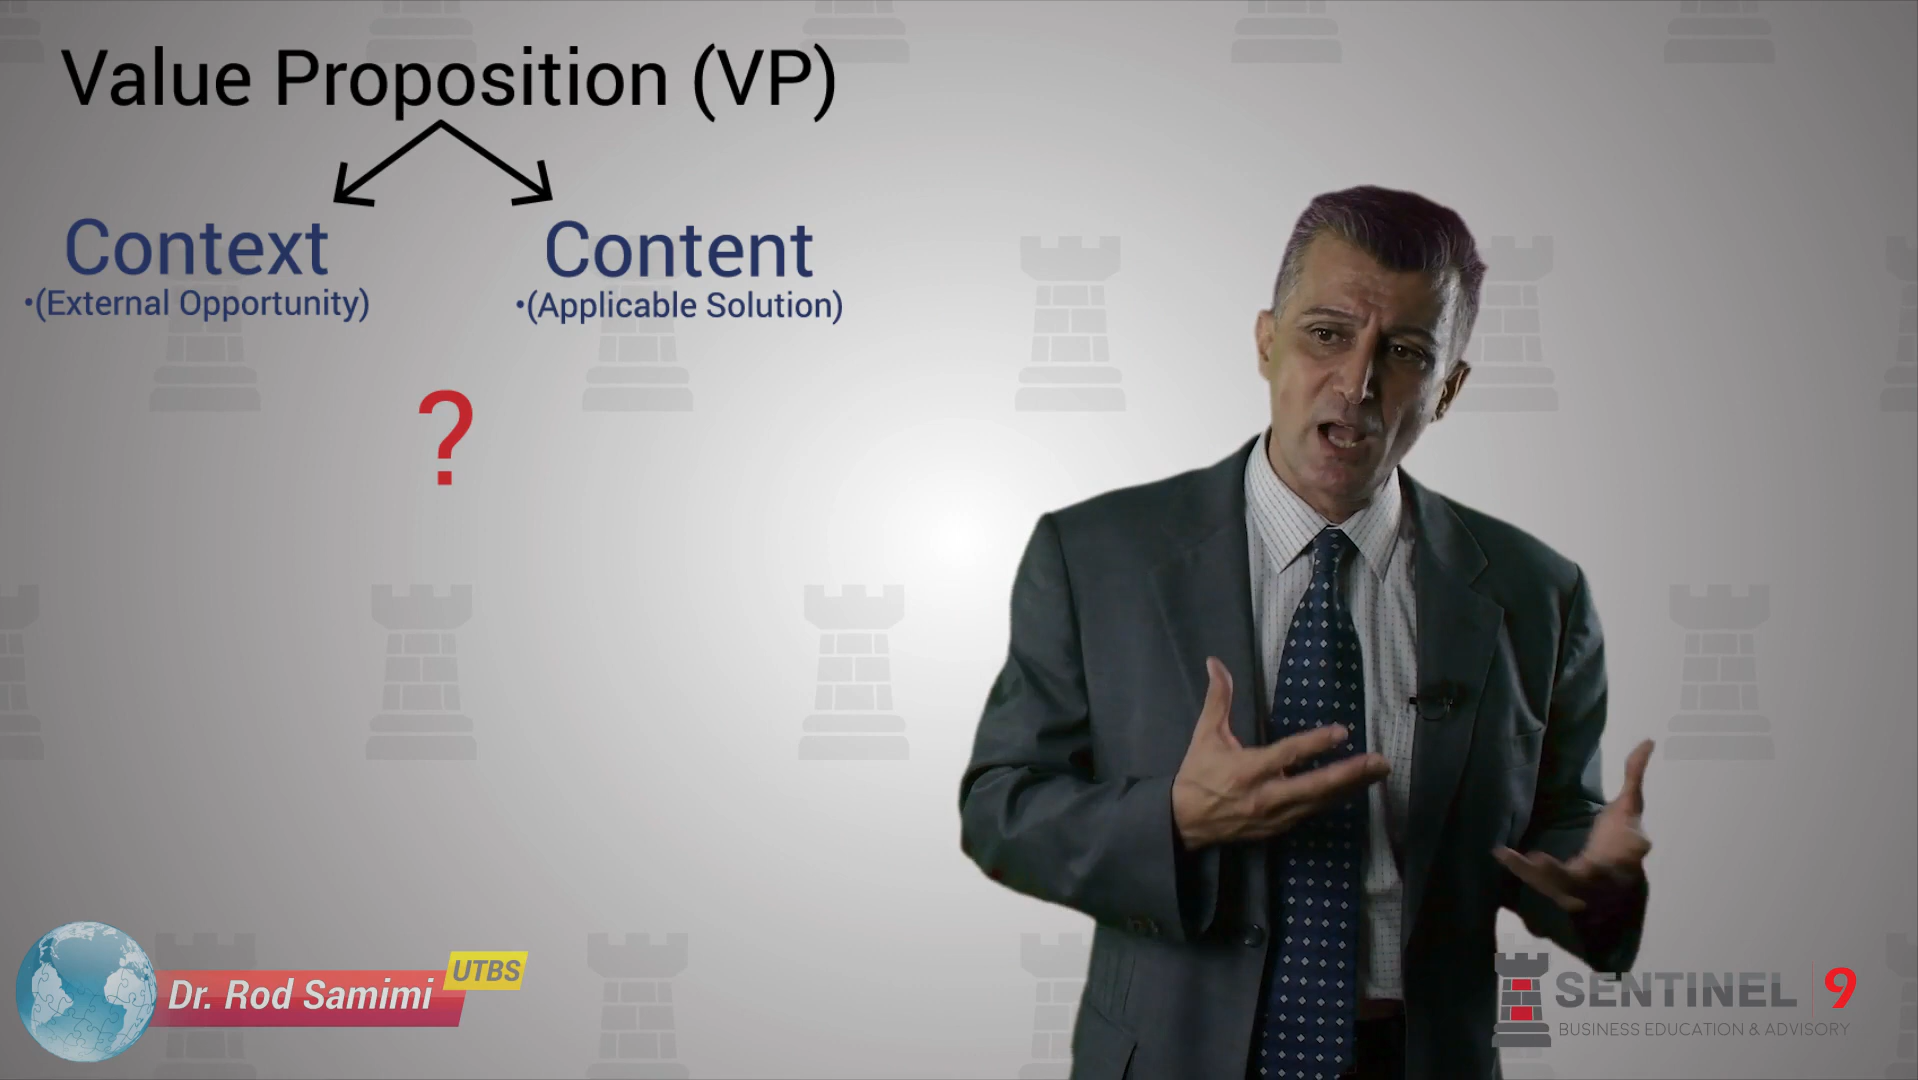 Value Proposition (VP)
Context
•(External Opportunity)
Content
•(Applicable Solution)
?
UTBS
Dr. Rod Samimi
SENTINEL 9
BUSINESS EDUCATION & ADVISORY